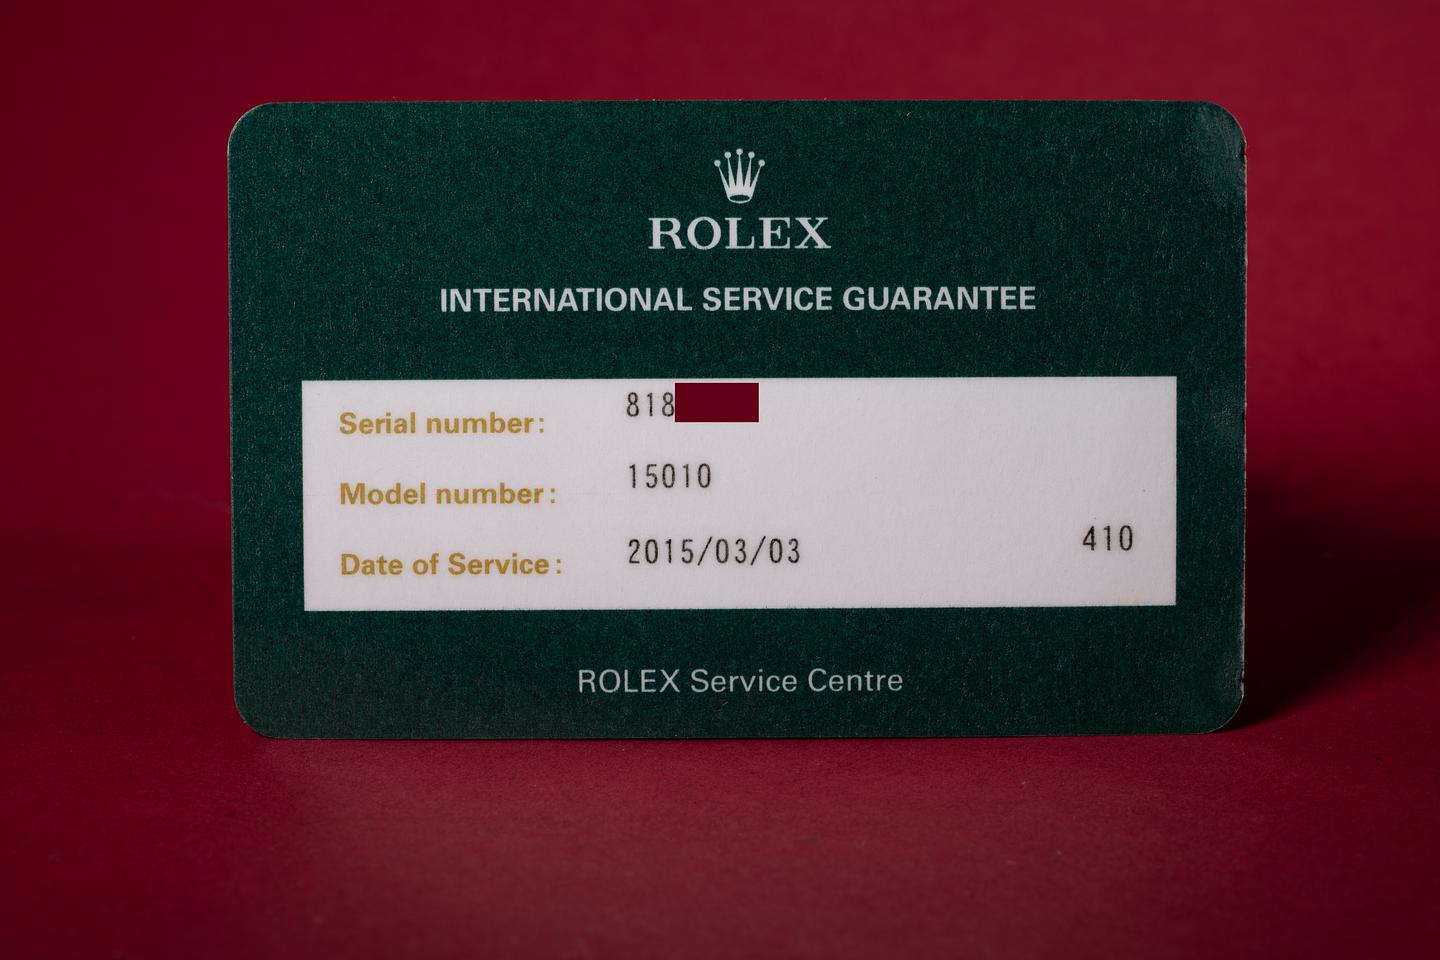 ROLEX
INTERNATIONAL SERVICE GUARANTEE
Serial number: 818
Model number: 15010
Date of Service: 2015/03/03 410
ROLEX Service Centre